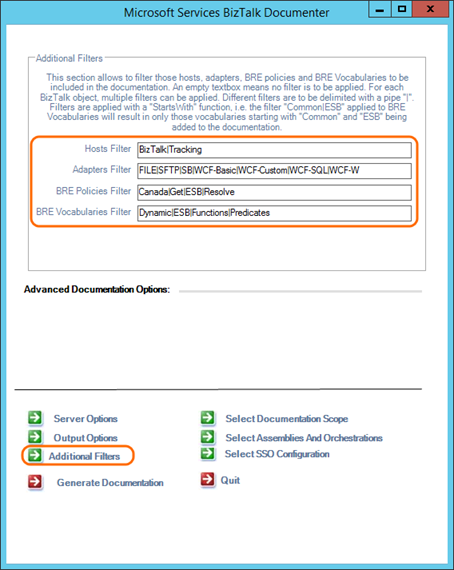 Microsoft Services BizTalk Documenter
Additional Filters
This section allows to filter those hosts, adapters, BRE policies and BRE Vocabularies to be
included in the documentation. An empty textbox means no filter is to be applied. For each
BizTalk object, multiple filters can be applied. Different filters are to be delimited with a pipe "|".
Filters are applied with a "StartsWith" function, i.e. the filter "Common|ESB" applied to BRE
Vocabularies will result in only those vocabularies starting with "Common" and "ESB" being
added to the documentation.
Hosts Filter BizTalk|Tracking
Adapters Filter FILE|SFTP|SB|WCF-Basic|WCF-Custom|WCF-SQL|WCF-W
BRE Policies Filter Canada|Get|ESB|Resolve
BRE Vocabularies Filter Dynamic|ESB|Functions|Predicates
Advanced Documentation Options:
Server Options Select Documentation Scope
Output Options Select Assemblies And Orchestrations
Additional Filters Select SSO Configuration
Generate Documentation Quit